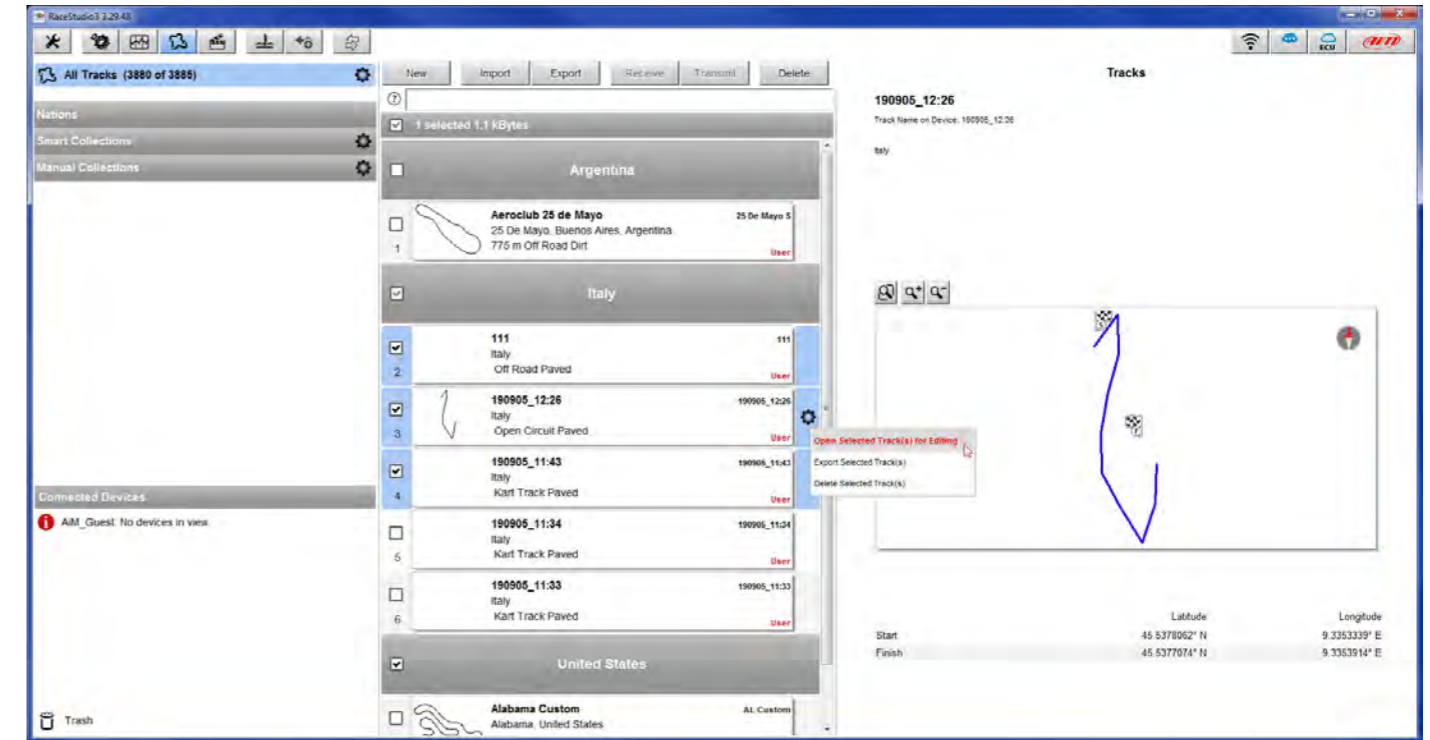 RaceStudio3 3.29.48
ECU
AiM
All Tracks (3880 of 3885)
Nations
Smart Collections
Manual Collections
Connected Devices
AiM_Guest: No devices in view.
Trash
New
Import
Export
Receive
Transmit
Delete
1 selected 1.1 kBytes
Argentina
Aeroclub 25 de Mayo
25 De Mayo S
25 De Mayo, Buenos Aires, Argentina
775 m Off Road Dirt
User
1
Italy
111
111
Italy
Off Road Paved
User
2
190905_12:26
190905_12:26
Italy
Open Circuit Paved
User
3
190905_11:43
190905_11:43
Italy
Kart Track Paved
User
4
190905_11:34
190905_11:34
Italy
Kart Track Paved
User
5
190905_11:33
190905_11:33
Italy
Kart Track Paved
User
6
United States
Alabama Custom
AL Custom
Alabama, United States
Open Selected Track(s) for Editing
Export Selected Track(s)
Delete Selected Track(s)
Tracks
190905_12:26
Track Name on Device: 190905_12:26
Italy
S
F
Latitude
Longitude
Start
45.5378062° N
9.3353339° E
Finish
45.5377074° N
9.3353914° E